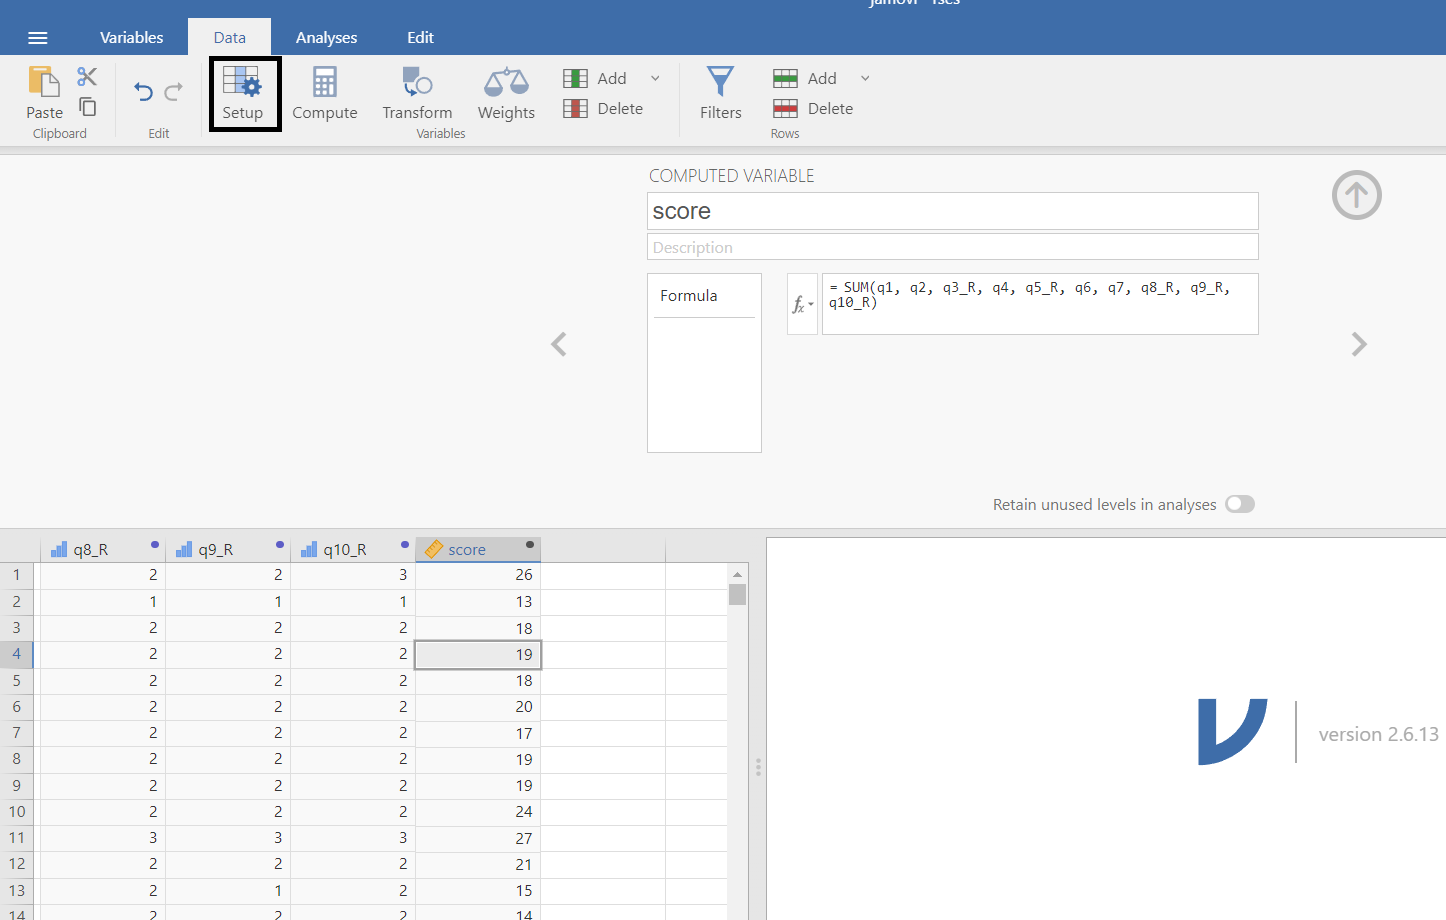 jamovi - rses
Variables Data Analyses Edit
Paste
Clipboard
Edit
Setup Compute Transform Weights
Add
Delete
Variables
Filters
Add
Delete
Rows
COMPUTED VARIABLE
score
Description
Formula
fx
= SUM(q1, q2, q3_R, q4, q5_R, q6, q7, q8_R, q9_R,
q10_R)
Retain unused levels in analyses
q8_R q9_R q10_R score
1 2 2 3 26
2 1 1 1 13
3 2 2 2 18
4 2 2 2 19
5 2 2 2 18
6 2 2 2 20
7 2 2 2 17
8 2 2 2 19
9 2 2 2 19
10 2 2 2 24
11 3 3 3 27
12 2 2 2 21
13 2 1 2 15
14 2 2 2 14
version 2.6.13